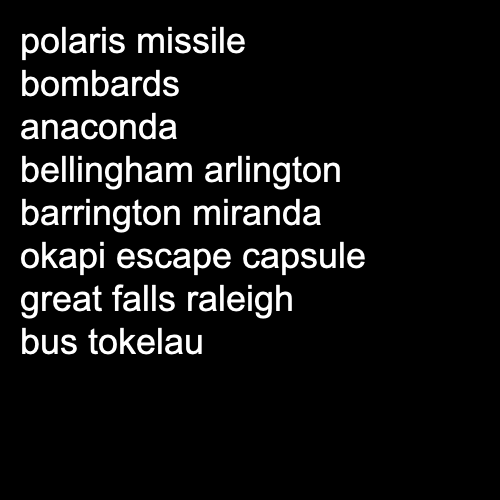 polaris missile
bombards
anaconda
bellingham arlington
barrington miranda
okapi escape capsule
great falls raleigh
bus tokelau